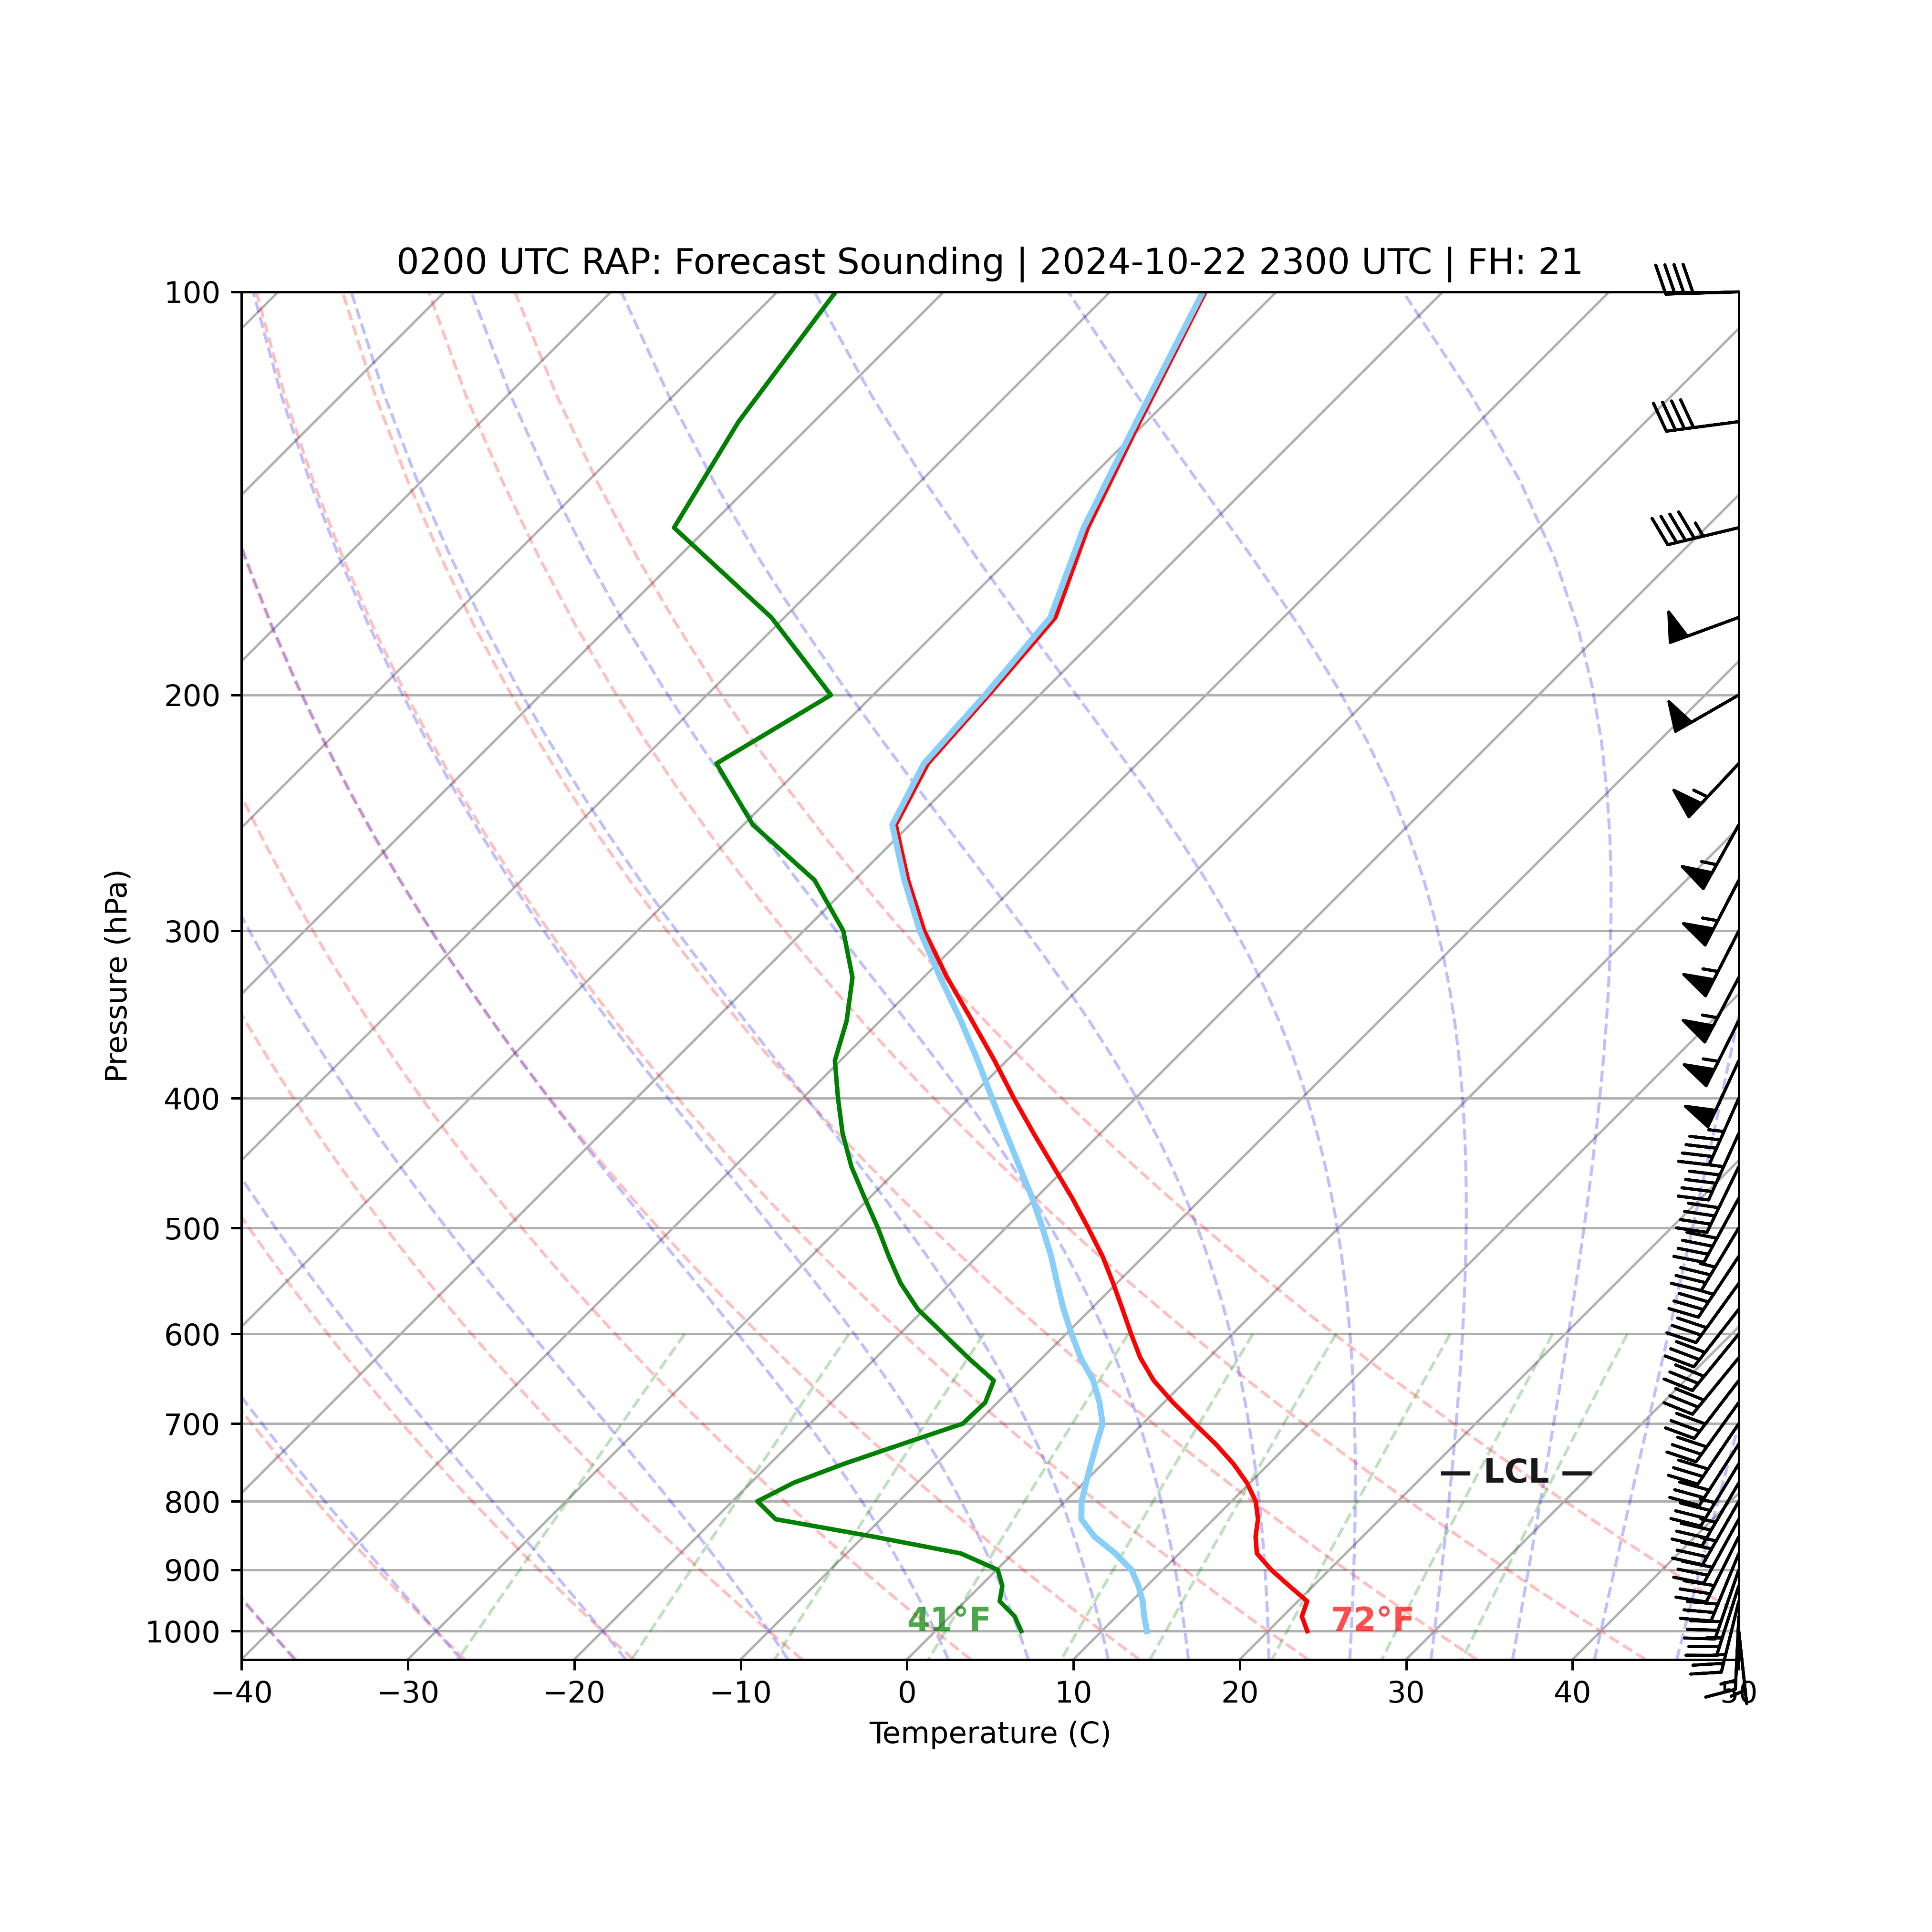 0200 UTC RAP: Forecast Sounding | 2024-10-22 2300 UTC | FH: 21
100
200
300
400
500
600
700
800
900
1000
Pressure (hPa)
LCL
41°F
72°F
−40 −30 −20 −10 0 10 20 30 40 50
Temperature (C)